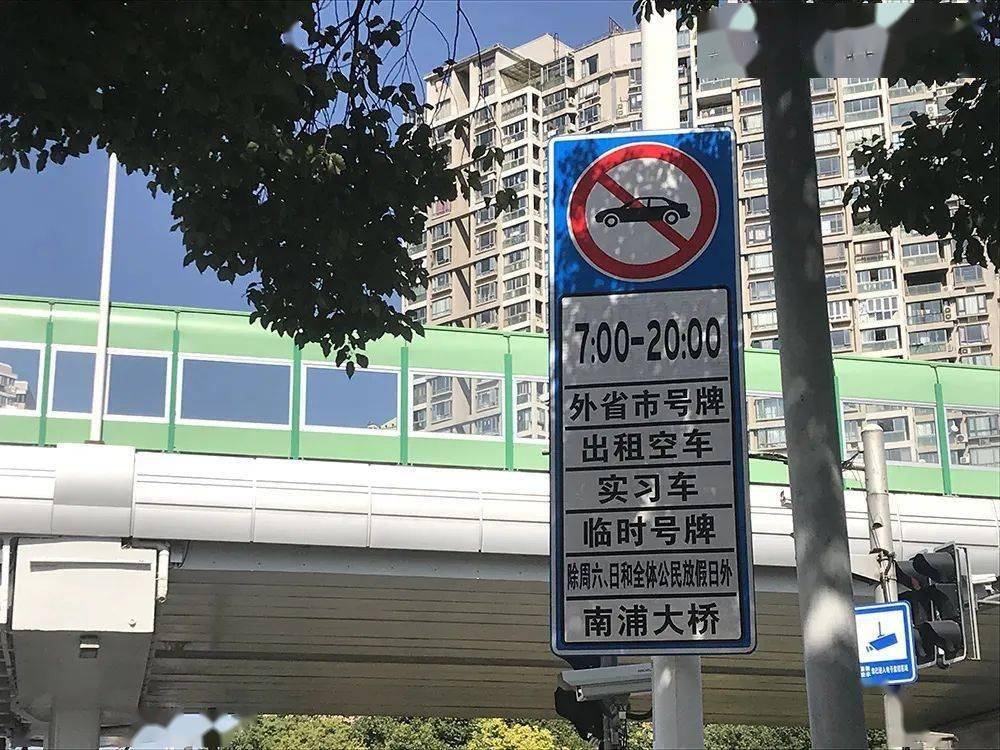 7:00-20:00
外省市号牌
出租空车
实习车
临时号牌
除周六、日和全体公民放假日外
南浦大桥